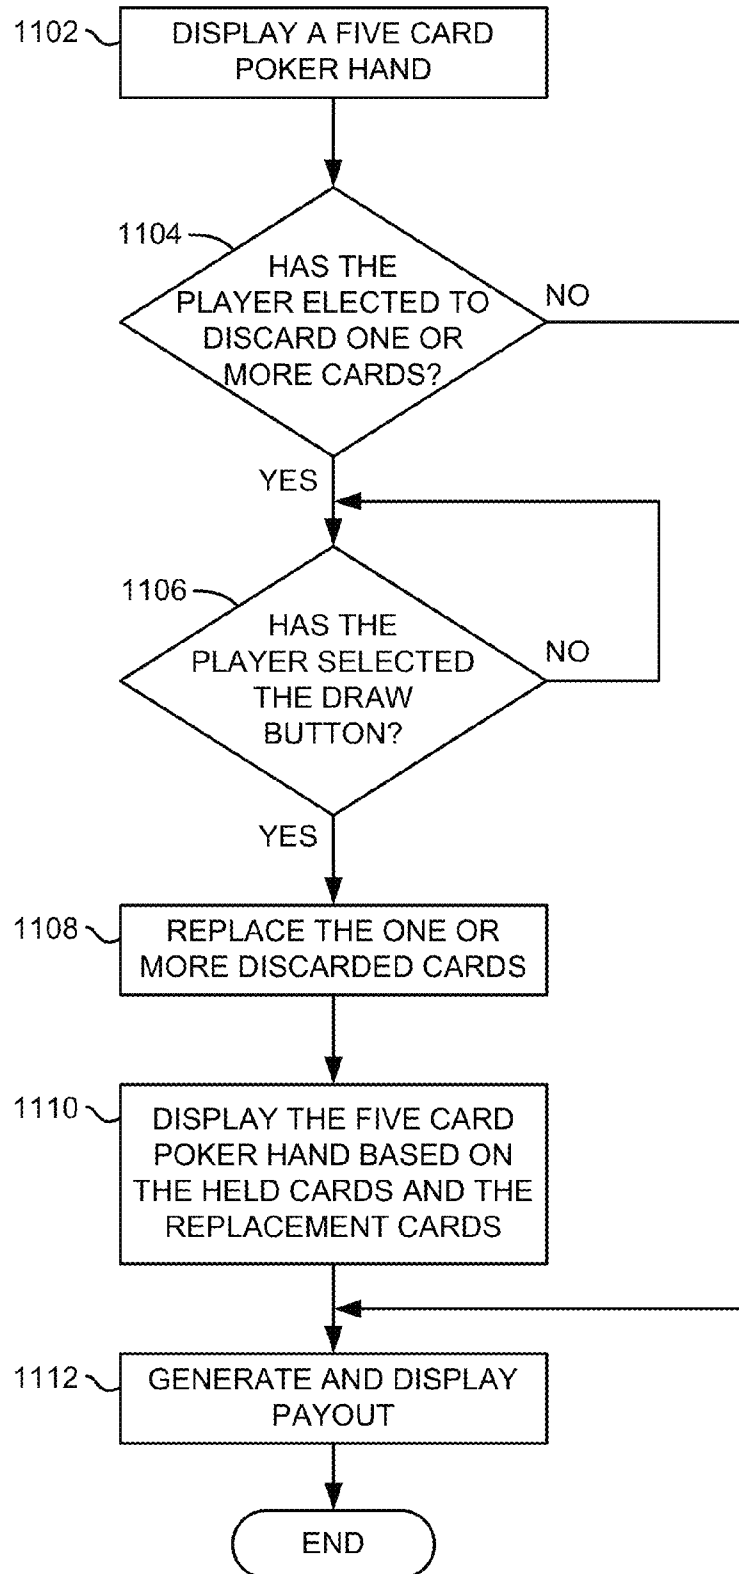 1102
DISPLAY A FIVE CARD
POKER HAND
1104
HAS THE
PLAYER ELECTED TO
DISCARD ONE OR
MORE CARDS?
NO
YES
1106
HAS THE
PLAYER SELECTED
THE DRAW
BUTTON?
NO
YES
1108
REPLACE THE ONE OR
MORE DISCARDED CARDS
1110
DISPLAY THE FIVE CARD
POKER HAND BASED ON
THE HELD CARDS AND THE
REPLACEMENT CARDS
1112
GENERATE AND DISPLAY
PAYOUT
END